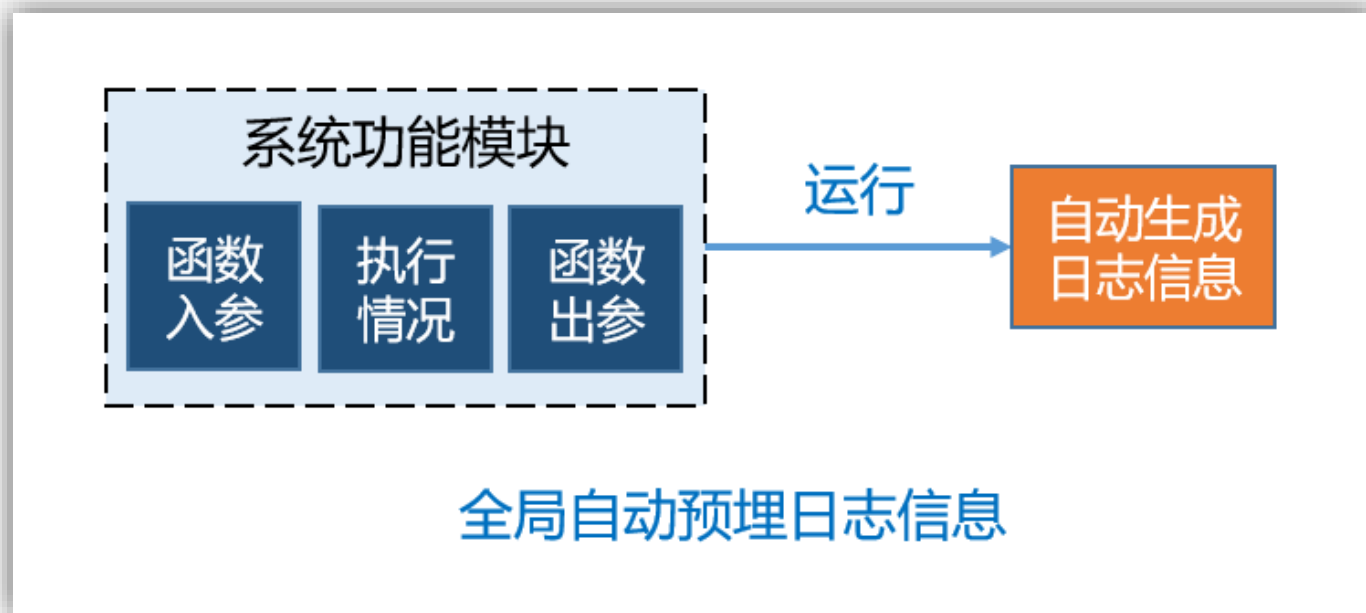 系统功能模块
函数
入参
执行
情况
函数
出参
运行
自动生成
日志信息
全局自动预埋日志信息